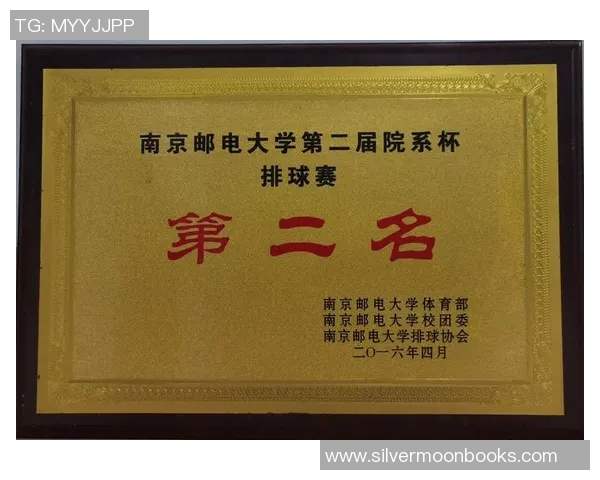 TG: MYYJJPP
南京邮电大学第二届院系杯
排球赛
第二名
南京邮电大学体育部
南京邮电大学校团委
南京邮电大学排球协会
二〇一六年四月
www.silvermoonbooks.com